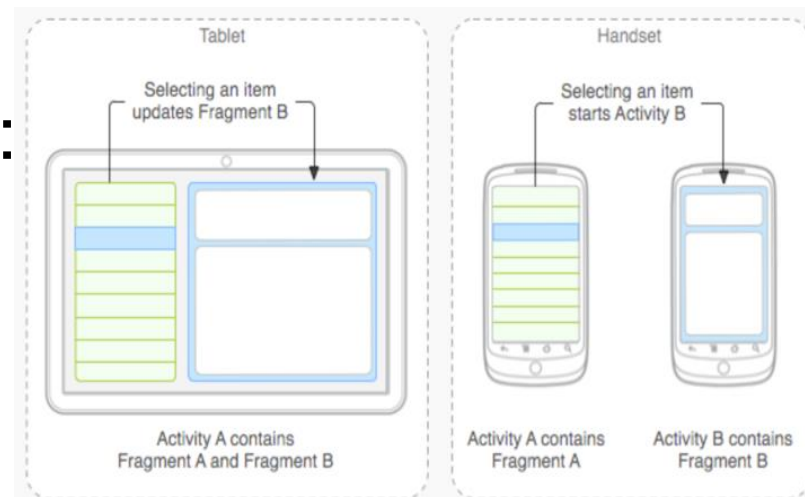 Tablet
Selecting an item
updates Fragment B
Activity A contains
Fragment A and Fragment B
Handset
Selecting an item
starts Activity B
Activity A contains
Fragment A
Activity B contains
Fragment B